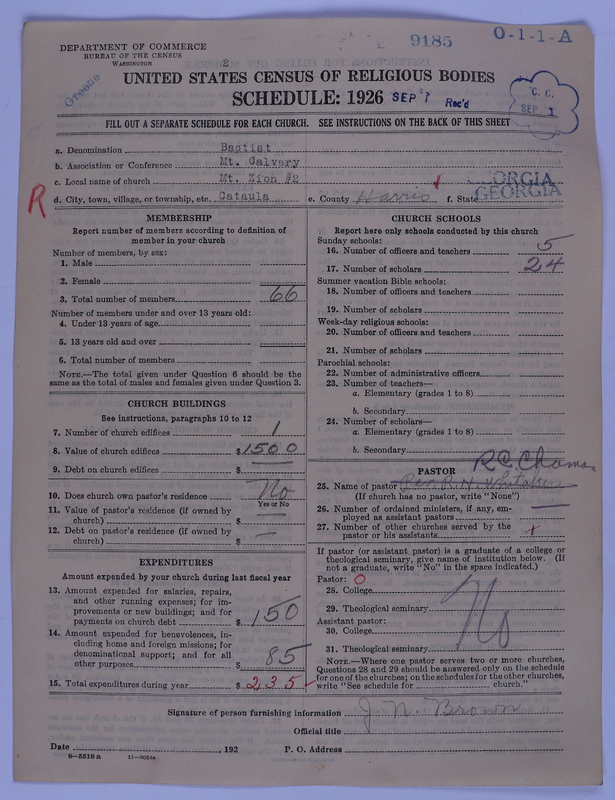 DEPARTMENT OF COMMERCE
BUREAU OF THE CENSUS
WASHINGTON
9185
O-1-1-A
Greene
2
UNITED STATES CENSUS OF RELIGIOUS BODIES
SCHEDULE: 1926 SEP 1 Rec'd
C. C.
SEP 1
FILL OUT A SEPARATE SCHEDULE FOR EACH CHURCH. SEE INSTRUCTIONS ON THE BACK OF THIS SHEET
a. Denomination Baptist
b. Association or Conference Mt. Calvary
c. Local name of church Mt. Zion #2 GEORGIA
R d. City, town, village, or township, etc. Cataula e. County Harris f. State GEORGIA
MEMBERSHIP
Report number of members according to definition of
member in your church
Number of members, by sex:
1. Male
2. Female
3. Total number of members 66
Number of members under and over 13 years old:
4. Under 13 years of age
5. 13 years old and over
6. Total number of members
NOTE.—The total given under Question 6 should be the
same as the total of males and females given under Question 3.
CHURCH BUILDINGS
See instructions, paragraphs 10 to 12
7. Number of church edifices 1
8. Value of church edifices $1500
9. Debt on church edifices $ —
10. Does church own pastor's residence No
Yes or No
11. Value of pastor's residence (if owned by
church) $ —
12. Debt on pastor's residence (if owned by
church) $ —
EXPENDITURES
Amount expended by your church during last fiscal year
13. Amount expended for salaries, repairs,
and other running expenses; for im-
provements or new buildings; and for
payments on church debt $ 150
14. Amount expended for benevolences, in-
cluding home and foreign missions; for
denominational support; and for all
other purposes 85
15. Total expenditures during year $ 235
CHURCH SCHOOLS
Report here only schools conducted by this church
Sunday schools:
16. Number of officers and teachers 5
17. Number of scholars 24
Summer vacation Bible schools:
18. Number of officers and teachers
19. Number of scholars
Week-day religious schools:
20. Number of officers and teachers
21. Number of scholars
Parochial schools:
22. Number of administrative officers
23. Number of teachers—
a. Elementary (grades 1 to 8)
b. Secondary
24. Number of scholars—
a. Elementary (grades 1 to 8)
b. Secondary
PASTOR
25. Name of pastor
(If church has no pastor, write "None")
26. Number of ordained ministers, if any, em-
ployed as assistant pastors —
27. Number of other churches served by the
pastor or his assistants
If pastor (or assistant pastor) is a graduate of a college or
theological seminary, give name of institution below. (If
not a graduate, write "No" in the space indicated.)
Pastor: O
28. College
29. Theological seminary No
Assistant pastor:
30. College
31. Theological seminary
NOTE.—Where one pastor serves two or more churches,
Questions 28 and 29 should be answered only on the schedule
for one of the churches; on the schedules for the other churches,
write "See schedule for church."
Signature of person furnishing information J. N. Brown
Official title
Date , 192 P. O. Address
8—5518 a